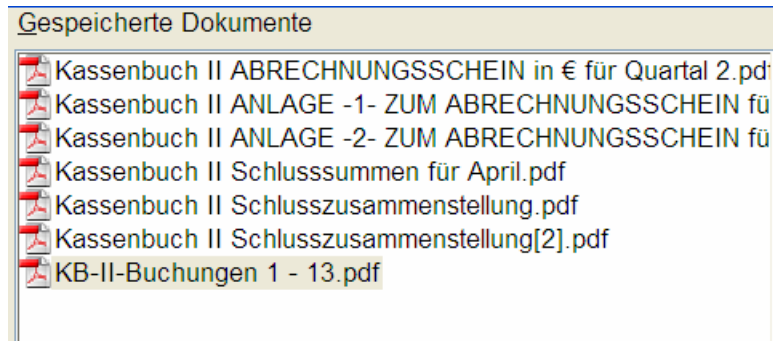 Gespeicherte Dokumente
Kassenbuch II ABRECHNUNGSSCHEIN in € für Quartal 2.pdf
Kassenbuch II ANLAGE -1- ZUM ABRECHNUNGSSCHEIN fü
Kassenbuch II ANLAGE -2- ZUM ABRECHNUNGSSCHEIN fü
Kassenbuch II Schlusssummen für April.pdf
Kassenbuch II Schlusszusammenstellung.pdf
Kassenbuch II Schlusszusammenstellung[2].pdf
KB-II-Buchungen 1 - 13.pdf